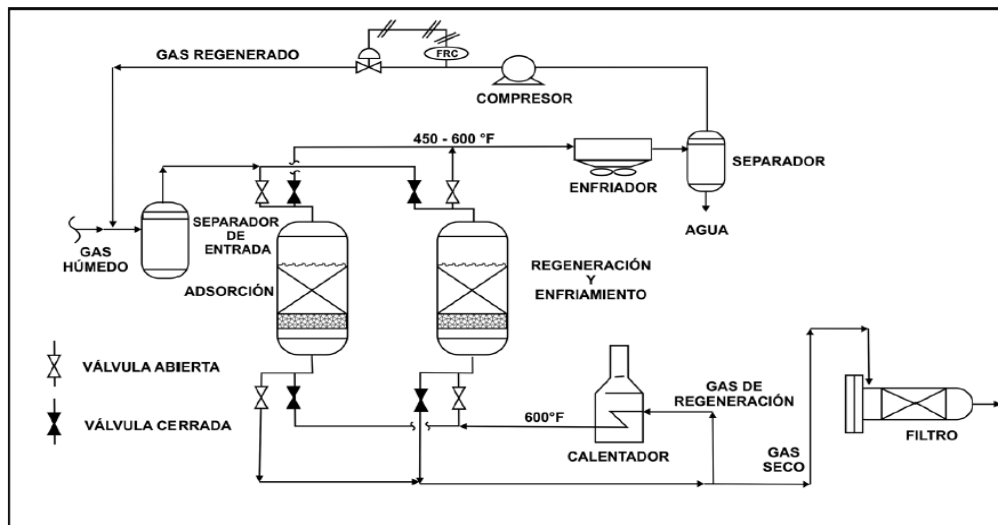 GAS REGENERADO
FRC
COMPRESOR
450 - 600 °F
SEPARADOR
ENFRIADOR
AGUA
SEPARADOR
DE
ENTRADA
GAS
HÚMEDO
ADSORCIÓN
REGENERACIÓN
Y
ENFRIAMIENTO
VÁLVULA ABIERTA
VÁLVULA CERRADA
600°F
CALENTADOR
GAS DE
REGENERACIÓN
GAS
SECO
FILTRO